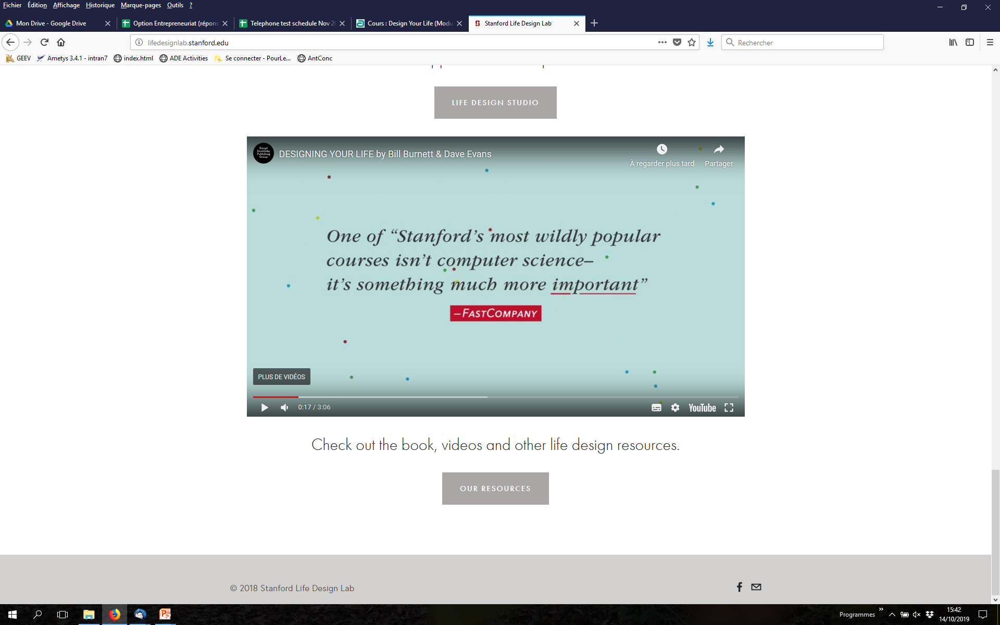 Fichier Édition Affichage Historique Marque-pages Outils ?
Mon Drive - Google Drive
Option Entrepreneuriat (répons
Telephone test schedule Nov 20
Cours : Design Your Life (Modu
Stanford Life Design Lab
lifedesignlab.stanford.edu
Rechercher
GEEV
Ametys 3.4.1 - intran7
index.html
ADE Activities
Se connecter - PourLe...
AntConc
LIFE DESIGN STUDIO
Knopf
Doubleday
Publishing
Group
DESIGNING YOUR LIFE by Bill Burnett & Dave Evans
À regarder plus tard
Partager
One of “Stanford’s most wildly popular
courses isn’t computer science–
it’s something much more important”
–FASTCOMPANY
PLUS DE VIDÉOS
0:17 / 3:06
YouTube
Check out the book, videos and other life design resources.
OUR RESOURCES
© 2018 Stanford Life Design Lab
Programmes
15:42
14/10/2019